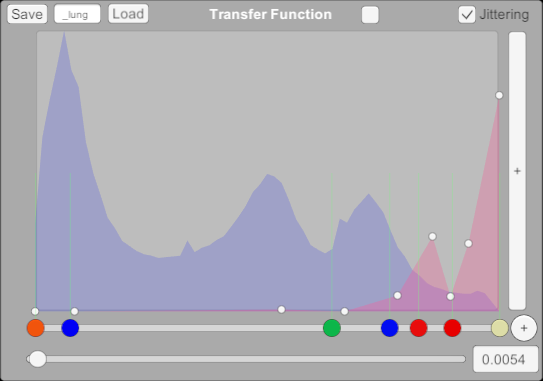 Save _lung Load Transfer Function Jittering
+
+
0.0054